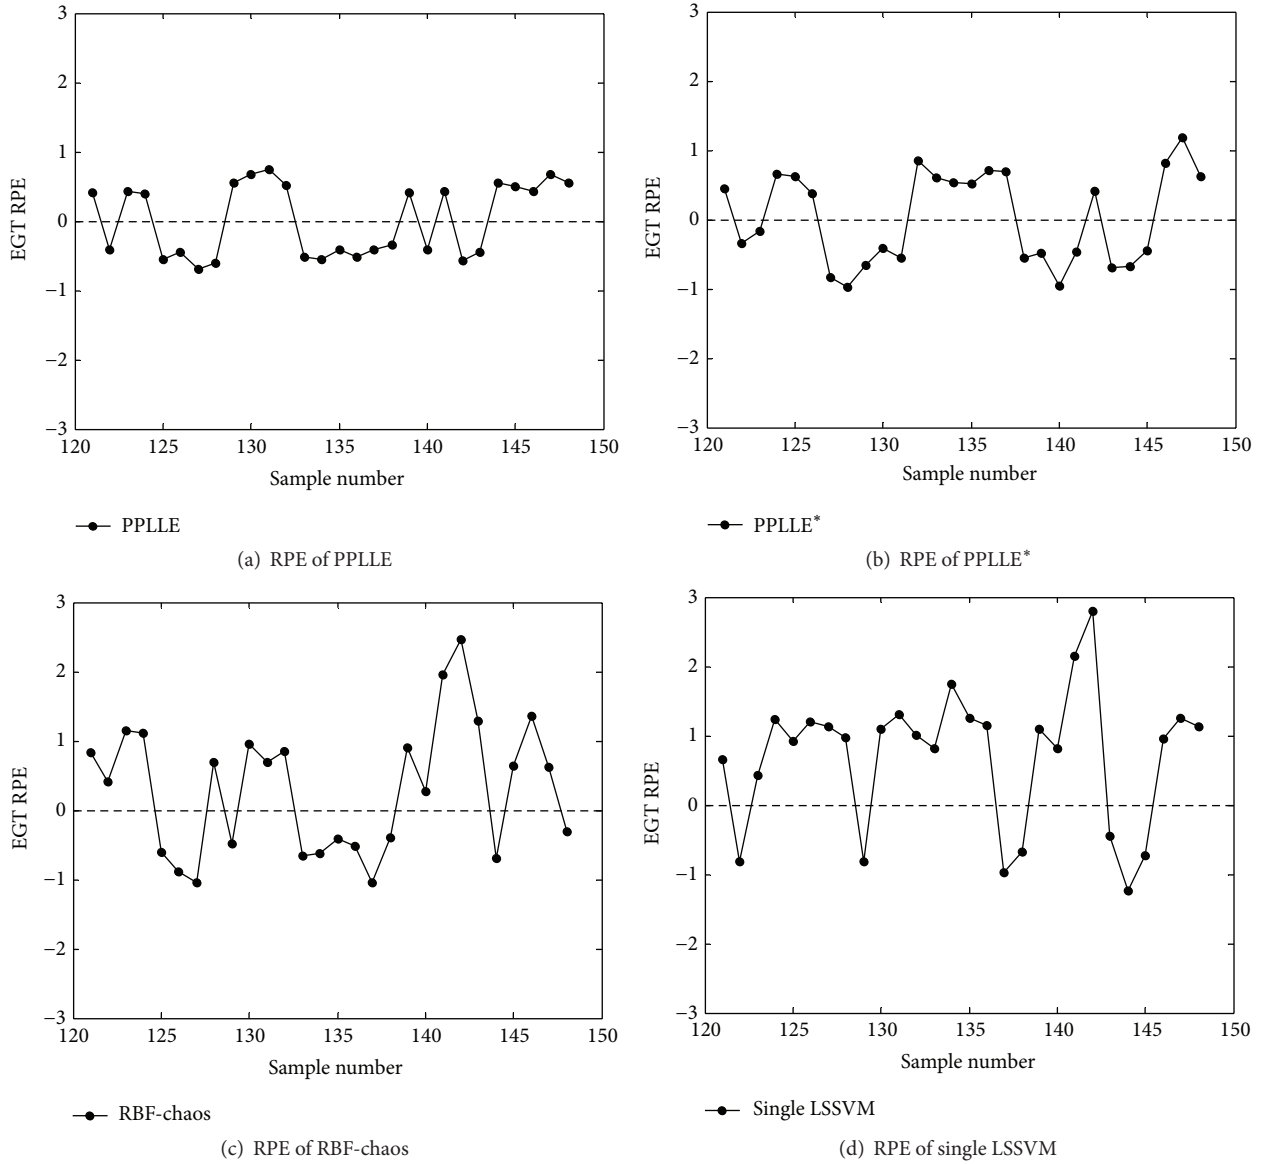 3
2
1
0
−1
−2
−3
EGT RPE
120 125 130 135 140 145 150
Sample number
PPLLE
(a) RPE of PPLLE
3
2
1
0
−1
−2
−3
EGT RPE
120 125 130 135 140 145 150
Sample number
PPLLE*
(b) RPE of PPLLE*
3
2
1
0
−1
−2
−3
EGT RPE
120 125 130 135 140 145 150
Sample number
RBF-chaos
(c) RPE of RBF-chaos
3
2
1
0
−1
−2
−3
EGT RPE
120 125 130 135 140 145 150
Sample number
Single LSSVM
(d) RPE of single LSSVM